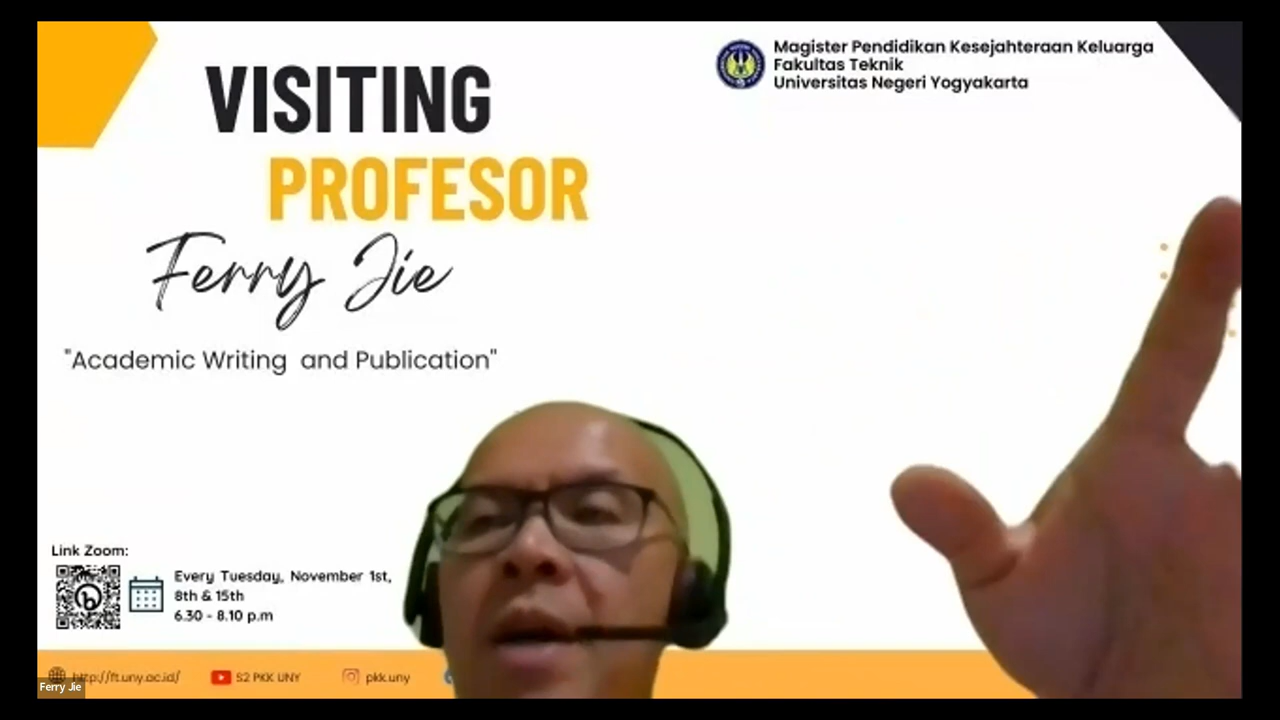 VISITING
PROFESOR
Ferry Jie
"Academic Writing and Publication"
Magister Pendidikan Kesejahteraan Keluarga
Fakultas Teknik
Universitas Negeri Yogyakarta
Link Zoom:
Every Tuesday, November 1st,
8th & 15th
6.30 - 8.10 p.m
http://ft.uny.ac.id/ S2 PKK UNY pkk.uny
Ferry Jie